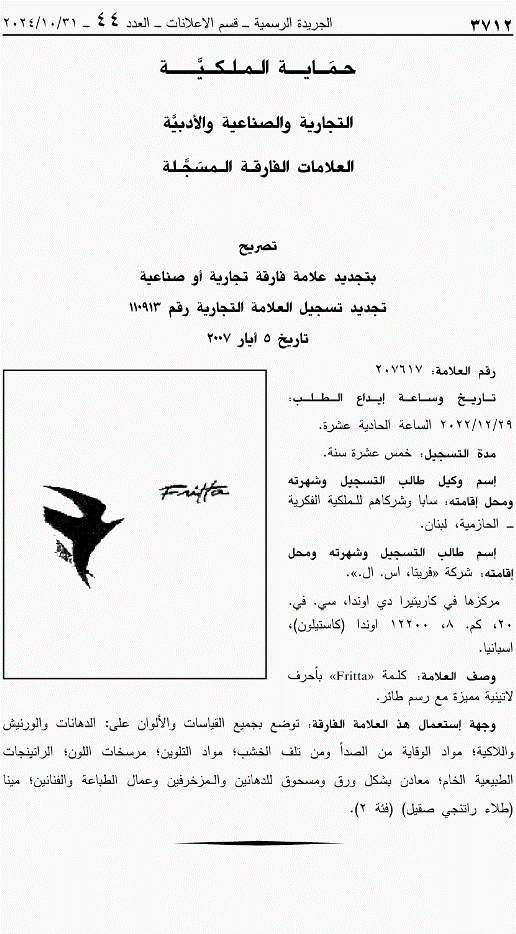 ٣٧١٢
الجريدة الرسمية ـ قسم الاعلانات ـ العدد ٤٤ ـ ٢٠٢٤/١٠/٣١
حمَـايـة الملكيَّـة
التجارية والصناعية والأدبيَّة
العلامات الفارقة المسَجَّلة
تصريح
بتجديد علامة فارقة تجارية أو صناعية
تجديد تسجيل العلامة التجارية رقم ١١٠٩١٣
تاريخ ٥ أيار ٢٠٠٧
رقم العلامة: ٢٠٧٦١٧
تاريخ وساعة إيداع الطلب:
٢٠٢٢/١٢/٢٩ الساعة الحادية عشرة.
مدة التسجيل: خمس عشرة سنة.
إسم وكيل طالب التسجيل وشهرته
ومحل إقامته: سابا وشركاهم للملكية الفكرية
ـ الحازمية، لبنان.
إسم طالب التسجيل وشهرته ومحل
إقامته: شركة «فريتا، اس. ال.».
مركزها في كاريتيرا دي اوندا، سي. في.
٢٠، كم. ٨، ١٢٢٠٠ اوندا (كاستيلون)،
اسبانيا.
وصف العلامة: كلمة «Fritta» بأحرف
لاتينية مميزة مع رسم طائر.
Fritta
وجهة إستعمال هذ العلامة الفارقة: توضع بجميع القياسات والألوان على: الدهانات والورنيش
واللاكية؛ مواد الوقاية من الصدأ ومن تلف الخشب؛ مواد التلوين؛ مرسخات اللون؛ الراتينجات
الطبيعية الخام؛ معادن بشكل ورق ومسحوق للدهانين والمزخرفين وعمال الطباعة والفنانين؛ مينا
(طلاء راتنجي صقيل) (فئة ٢).